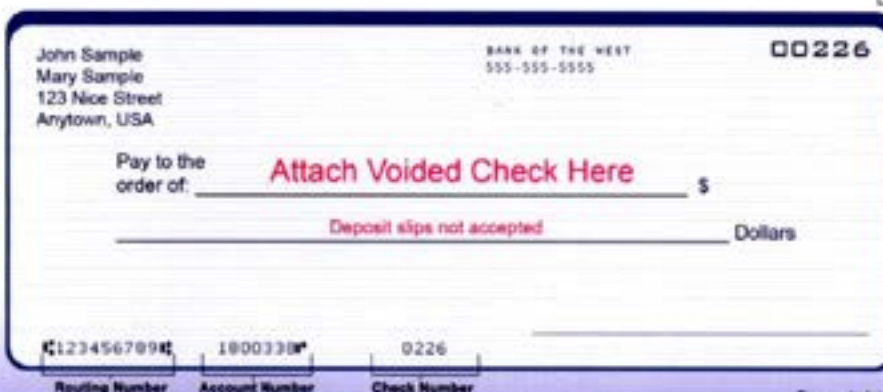 John Sample
Mary Sample
123 Nice Street
Anytown, USA
BANK OF THE WEST
555-555-5555
00226
Pay to the
order of:
Attach Voided Check Here
$
Deposit slips not accepted
Dollars
⑆123456789⑆ 1800338⑈ 0226
Routing Number Account Number Check Number